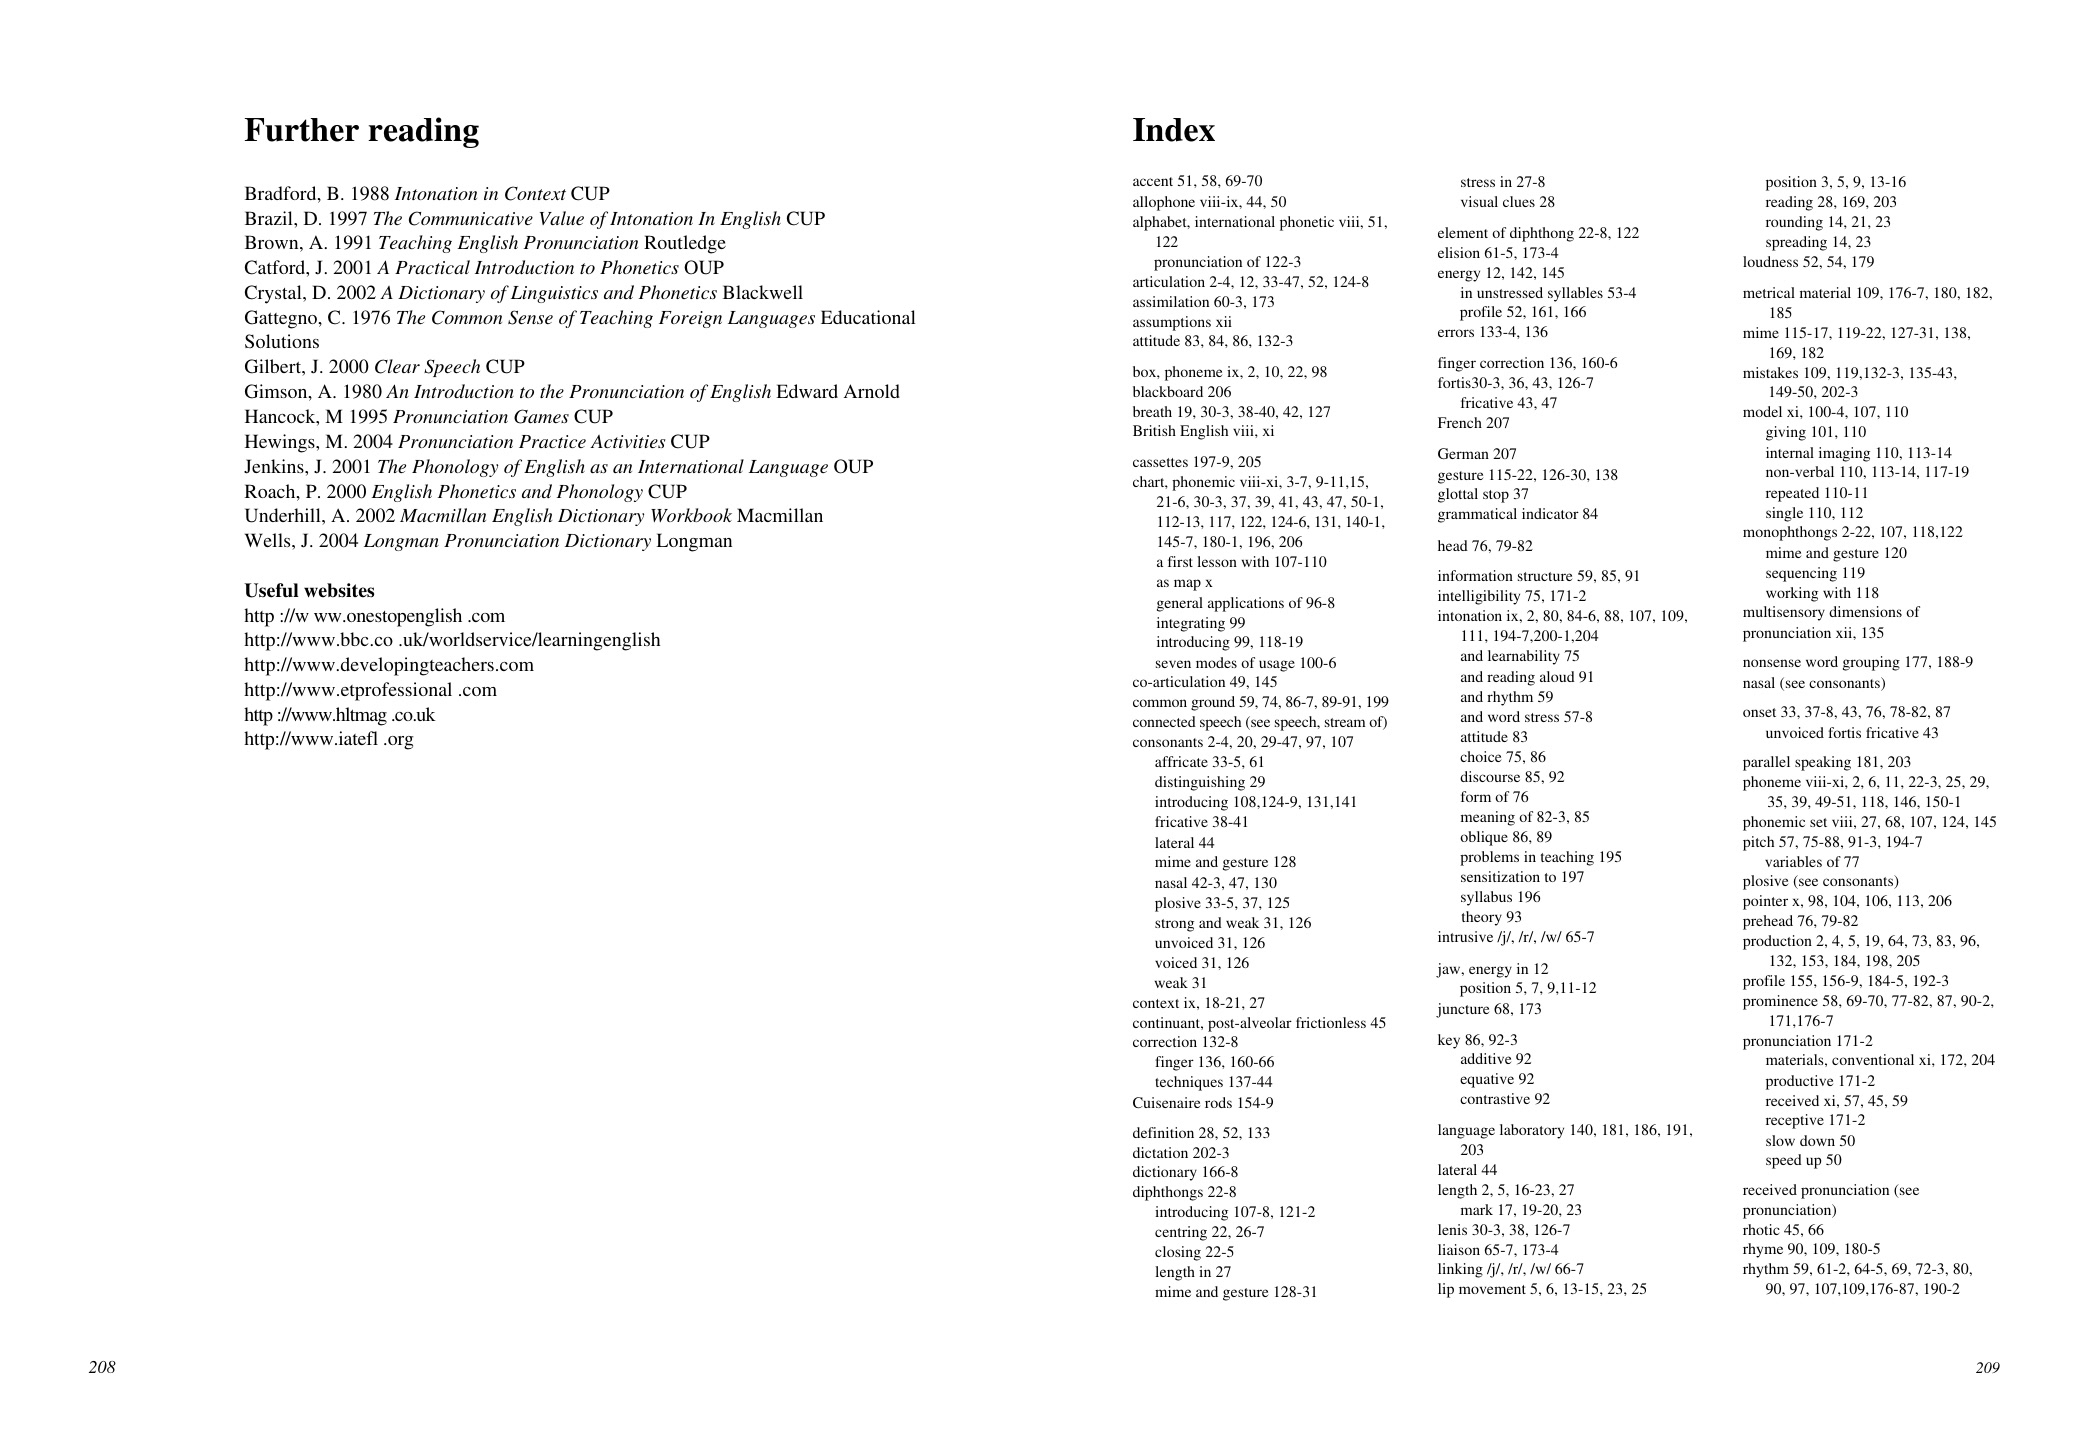 Further reading
Bradford, B. 1988 Intonation in Context CUP
Brazil, D. 1997 The Communicative Value of Intonation In English CUP
Brown, A. 1991 Teaching English Pronunciation Routledge
Catford, J. 2001 A Practical Introduction to Phonetics OUP
Crystal, D. 2002 A Dictionary of Linguistics and Phonetics Blackwell
Gattegno, C. 1976 The Common Sense of Teaching Foreign Languages Educational
Solutions
Gilbert, J. 2000 Clear Speech CUP
Gimson, A. 1980 An Introduction to the Pronunciation of English Edward Arnold
Hancock, M 1995 Pronunciation Games CUP
Hewings, M. 2004 Pronunciation Practice Activities CUP
Jenkins, J. 2001 The Phonology of English as an International Language OUP
Roach, P. 2000 English Phonetics and Phonology CUP
Underhill, A. 2002 Macmillan English Dictionary Workbook Macmillan
Wells, J. 2004 Longman Pronunciation Dictionary Longman
Useful websites
http ://w ww.onestopenglish .com
http://www.bbc.co .uk/worldservice/learningenglish
http://www.developingteachers.com
http://www.etprofessional .com
http ://www.hltmag .co.uk
http://www.iatefl .org
208
Index
accent 51, 58, 69-70
allophone viii-ix, 44, 50
alphabet, international phonetic viii, 51,
122
pronunciation of 122-3
articulation 2-4, 12, 33-47, 52, 124-8
assimilation 60-3, 173
assumptions xii
attitude 83, 84, 86, 132-3
box, phoneme ix, 2, 10, 22, 98
blackboard 206
breath 19, 30-3, 38-40, 42, 127
British English viii, xi
cassettes 197-9, 205
chart, phonemic viii-xi, 3-7, 9-11,15,
21-6, 30-3, 37, 39, 41, 43, 47, 50-1,
112-13, 117, 122, 124-6, 131, 140-1,
145-7, 180-1, 196, 206
a first lesson with 107-110
as map x
general applications of 96-8
integrating 99
introducing 99, 118-19
seven modes of usage 100-6
co-articulation 49, 145
common ground 59, 74, 86-7, 89-91, 199
connected speech (see speech, stream of)
consonants 2-4, 20, 29-47, 97, 107
affricate 33-5, 61
distinguishing 29
introducing 108,124-9, 131,141
fricative 38-41
lateral 44
mime and gesture 128
nasal 42-3, 47, 130
plosive 33-5, 37, 125
strong and weak 31, 126
unvoiced 31, 126
voiced 31, 126
weak 31
context ix, 18-21, 27
continuant, post-alveolar frictionless 45
correction 132-8
finger 136, 160-66
techniques 137-44
Cuisenaire rods 154-9
definition 28, 52, 133
dictation 202-3
dictionary 166-8
diphthongs 22-8
introducing 107-8, 121-2
centring 22, 26-7
closing 22-5
length in 27
mime and gesture 128-31
stress in 27-8
visual clues 28
element of diphthong 22-8, 122
elision 61-5, 173-4
energy 12, 142, 145
in unstressed syllables 53-4
profile 52, 161, 166
errors 133-4, 136
finger correction 136, 160-6
fortis30-3, 36, 43, 126-7
fricative 43, 47
French 207
German 207
gesture 115-22, 126-30, 138
glottal stop 37
grammatical indicator 84
head 76, 79-82
information structure 59, 85, 91
intelligibility 75, 171-2
intonation ix, 2, 80, 84-6, 88, 107, 109,
111, 194-7,200-1,204
and learnability 75
and reading aloud 91
and rhythm 59
and word stress 57-8
attitude 83
choice 75, 86
discourse 85, 92
form of 76
meaning of 82-3, 85
oblique 86, 89
problems in teaching 195
sensitization to 197
syllabus 196
theory 93
intrusive /j/, /r/, /w/ 65-7
jaw, energy in 12
position 5, 7, 9,11-12
juncture 68, 173
key 86, 92-3
additive 92
equative 92
contrastive 92
language laboratory 140, 181, 186, 191,
203
lateral 44
length 2, 5, 16-23, 27
mark 17, 19-20, 23
lenis 30-3, 38, 126-7
liaison 65-7, 173-4
linking /j/, /r/, /w/ 66-7
lip movement 5, 6, 13-15, 23, 25
position 3, 5, 9, 13-16
reading 28, 169, 203
rounding 14, 21, 23
spreading 14, 23
loudness 52, 54, 179
metrical material 109, 176-7, 180, 182,
185
mime 115-17, 119-22, 127-31, 138,
169, 182
mistakes 109, 119,132-3, 135-43,
149-50, 202-3
model xi, 100-4, 107, 110
giving 101, 110
internal imaging 110, 113-14
non-verbal 110, 113-14, 117-19
repeated 110-11
single 110, 112
monophthongs 2-22, 107, 118,122
mime and gesture 120
sequencing 119
working with 118
multisensory dimensions of
pronunciation xii, 135
nonsense word grouping 177, 188-9
nasal (see consonants)
onset 33, 37-8, 43, 76, 78-82, 87
unvoiced fortis fricative 43
parallel speaking 181, 203
phoneme viii-xi, 2, 6, 11, 22-3, 25, 29,
35, 39, 49-51, 118, 146, 150-1
phonemic set viii, 27, 68, 107, 124, 145
pitch 57, 75-88, 91-3, 194-7
variables of 77
plosive (see consonants)
pointer x, 98, 104, 106, 113, 206
prehead 76, 79-82
production 2, 4, 5, 19, 64, 73, 83, 96,
132, 153, 184, 198, 205
profile 155, 156-9, 184-5, 192-3
prominence 58, 69-70, 77-82, 87, 90-2,
171,176-7
pronunciation 171-2
materials, conventional xi, 172, 204
productive 171-2
received xi, 57, 45, 59
receptive 171-2
slow down 50
speed up 50
received pronunciation (see
pronunciation)
rhotic 45, 66
rhyme 90, 109, 180-5
rhythm 59, 61-2, 64-5, 69, 72-3, 80,
90, 97, 107,109,176-87, 190-2
209